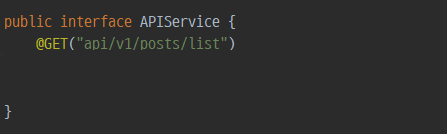 public interface APIService {
@GET("api/v1/posts/list")
}